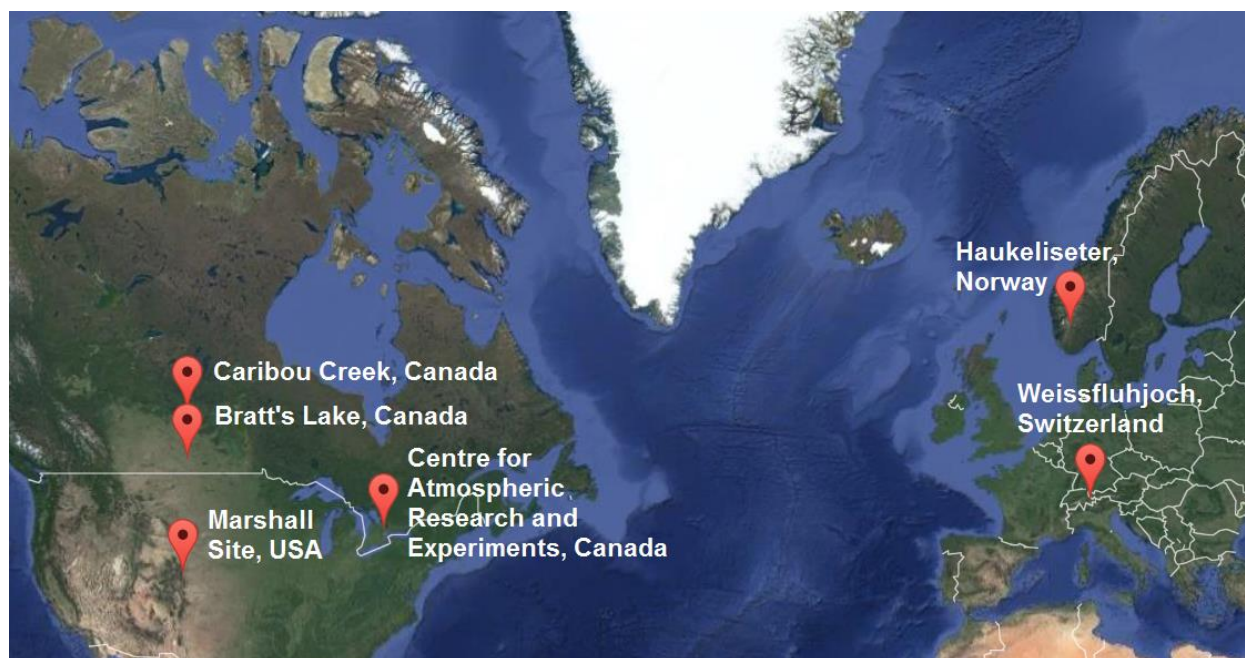 Haukeliseter,
Norway
Caribou Creek, Canada
Bratt's Lake, Canada
Weissfluhjoch,
Switzerland
Centre for
Atmospheric
Research and
Experiments, Canada
Marshall
Site, USA